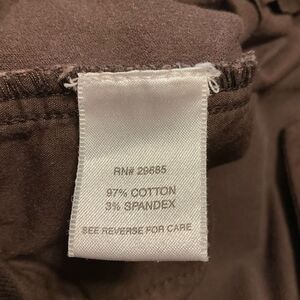 RN# 29685
97% COTTON
3% SPANDEX
SEE REVERSE FOR CARE